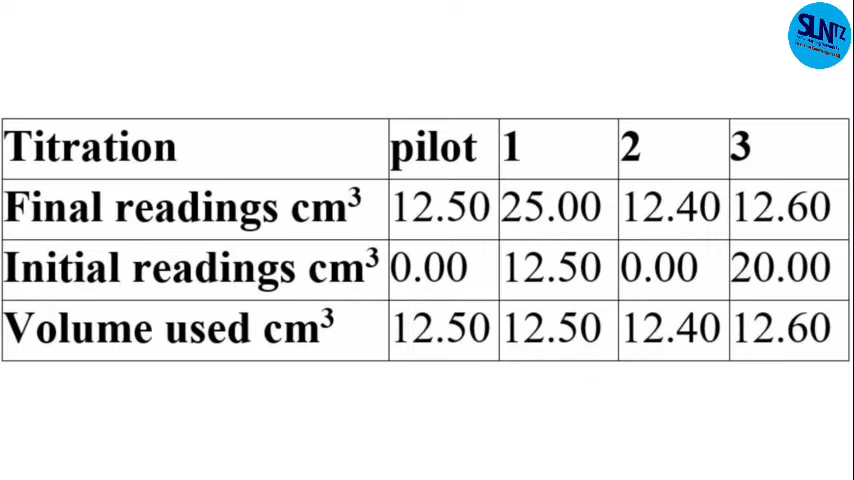 SLNTZ
Titration pilot 1 2 3
Final readings cm³ 12.50 25.00 12.40 12.60
Initial readings cm³ 0.00 12.50 0.00 20.00
Volume used cm³ 12.50 12.50 12.40 12.60